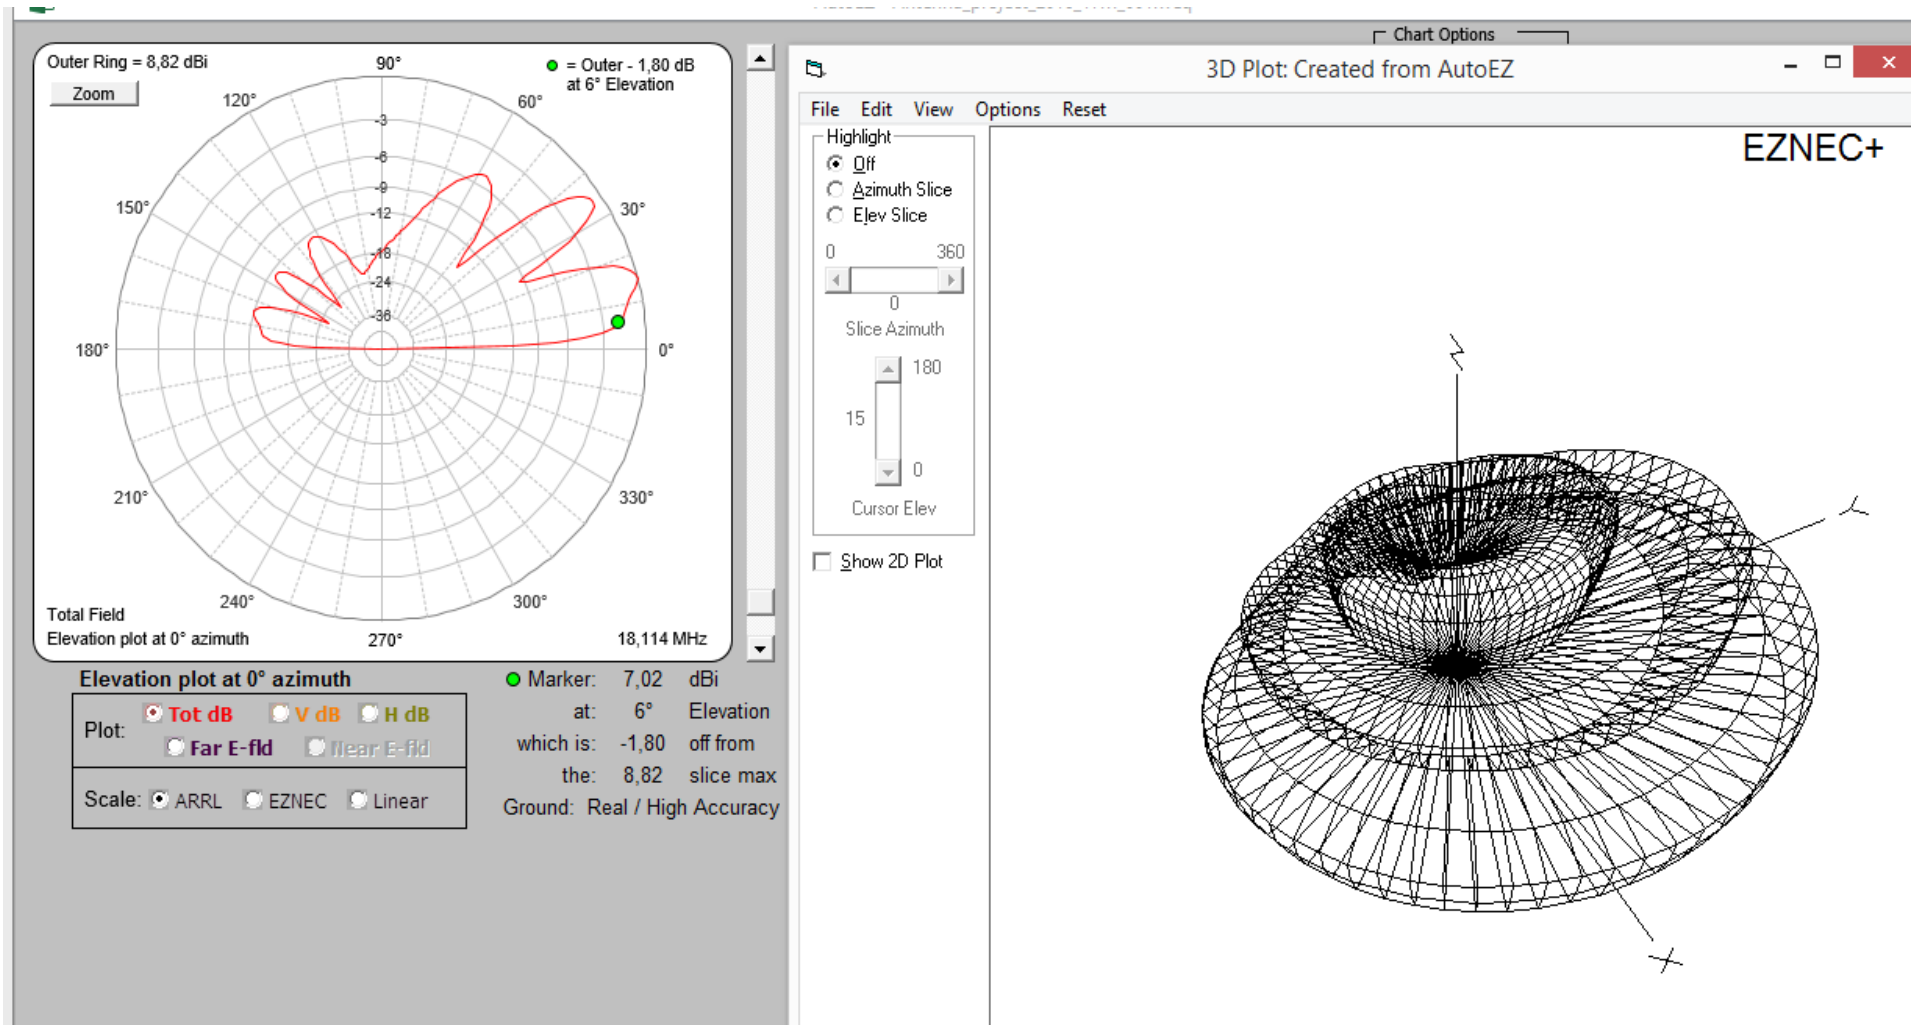 Chart Options
Outer Ring = 8,82 dBi
Zoom
= Outer - 1,80 dB
at 6° Elevation
90°
120°
60°
150°
30°
180°
0°
210°
330°
240°
300°
270°
-3
-6
-9
-12
-18
-24
-36
Total Field
Elevation plot at 0° azimuth
18,114 MHz
Elevation plot at 0° azimuth
Plot:
Tot dB
V dB
H dB
Far E-fld
Near E-fld
Scale:
ARRL
EZNEC
Linear
Marker: 7,02 dBi
at: 6° Elevation
which is: -1,80 off from
the: 8,82 slice max
Ground: Real / High Accuracy
3D Plot: Created from AutoEZ
File Edit View Options Reset
Highlight
Off
Azimuth Slice
Elev Slice
0 360
0
Slice Azimuth
180
15
0
Cursor Elev
Show 2D Plot
EZNEC+
Z
Y
X